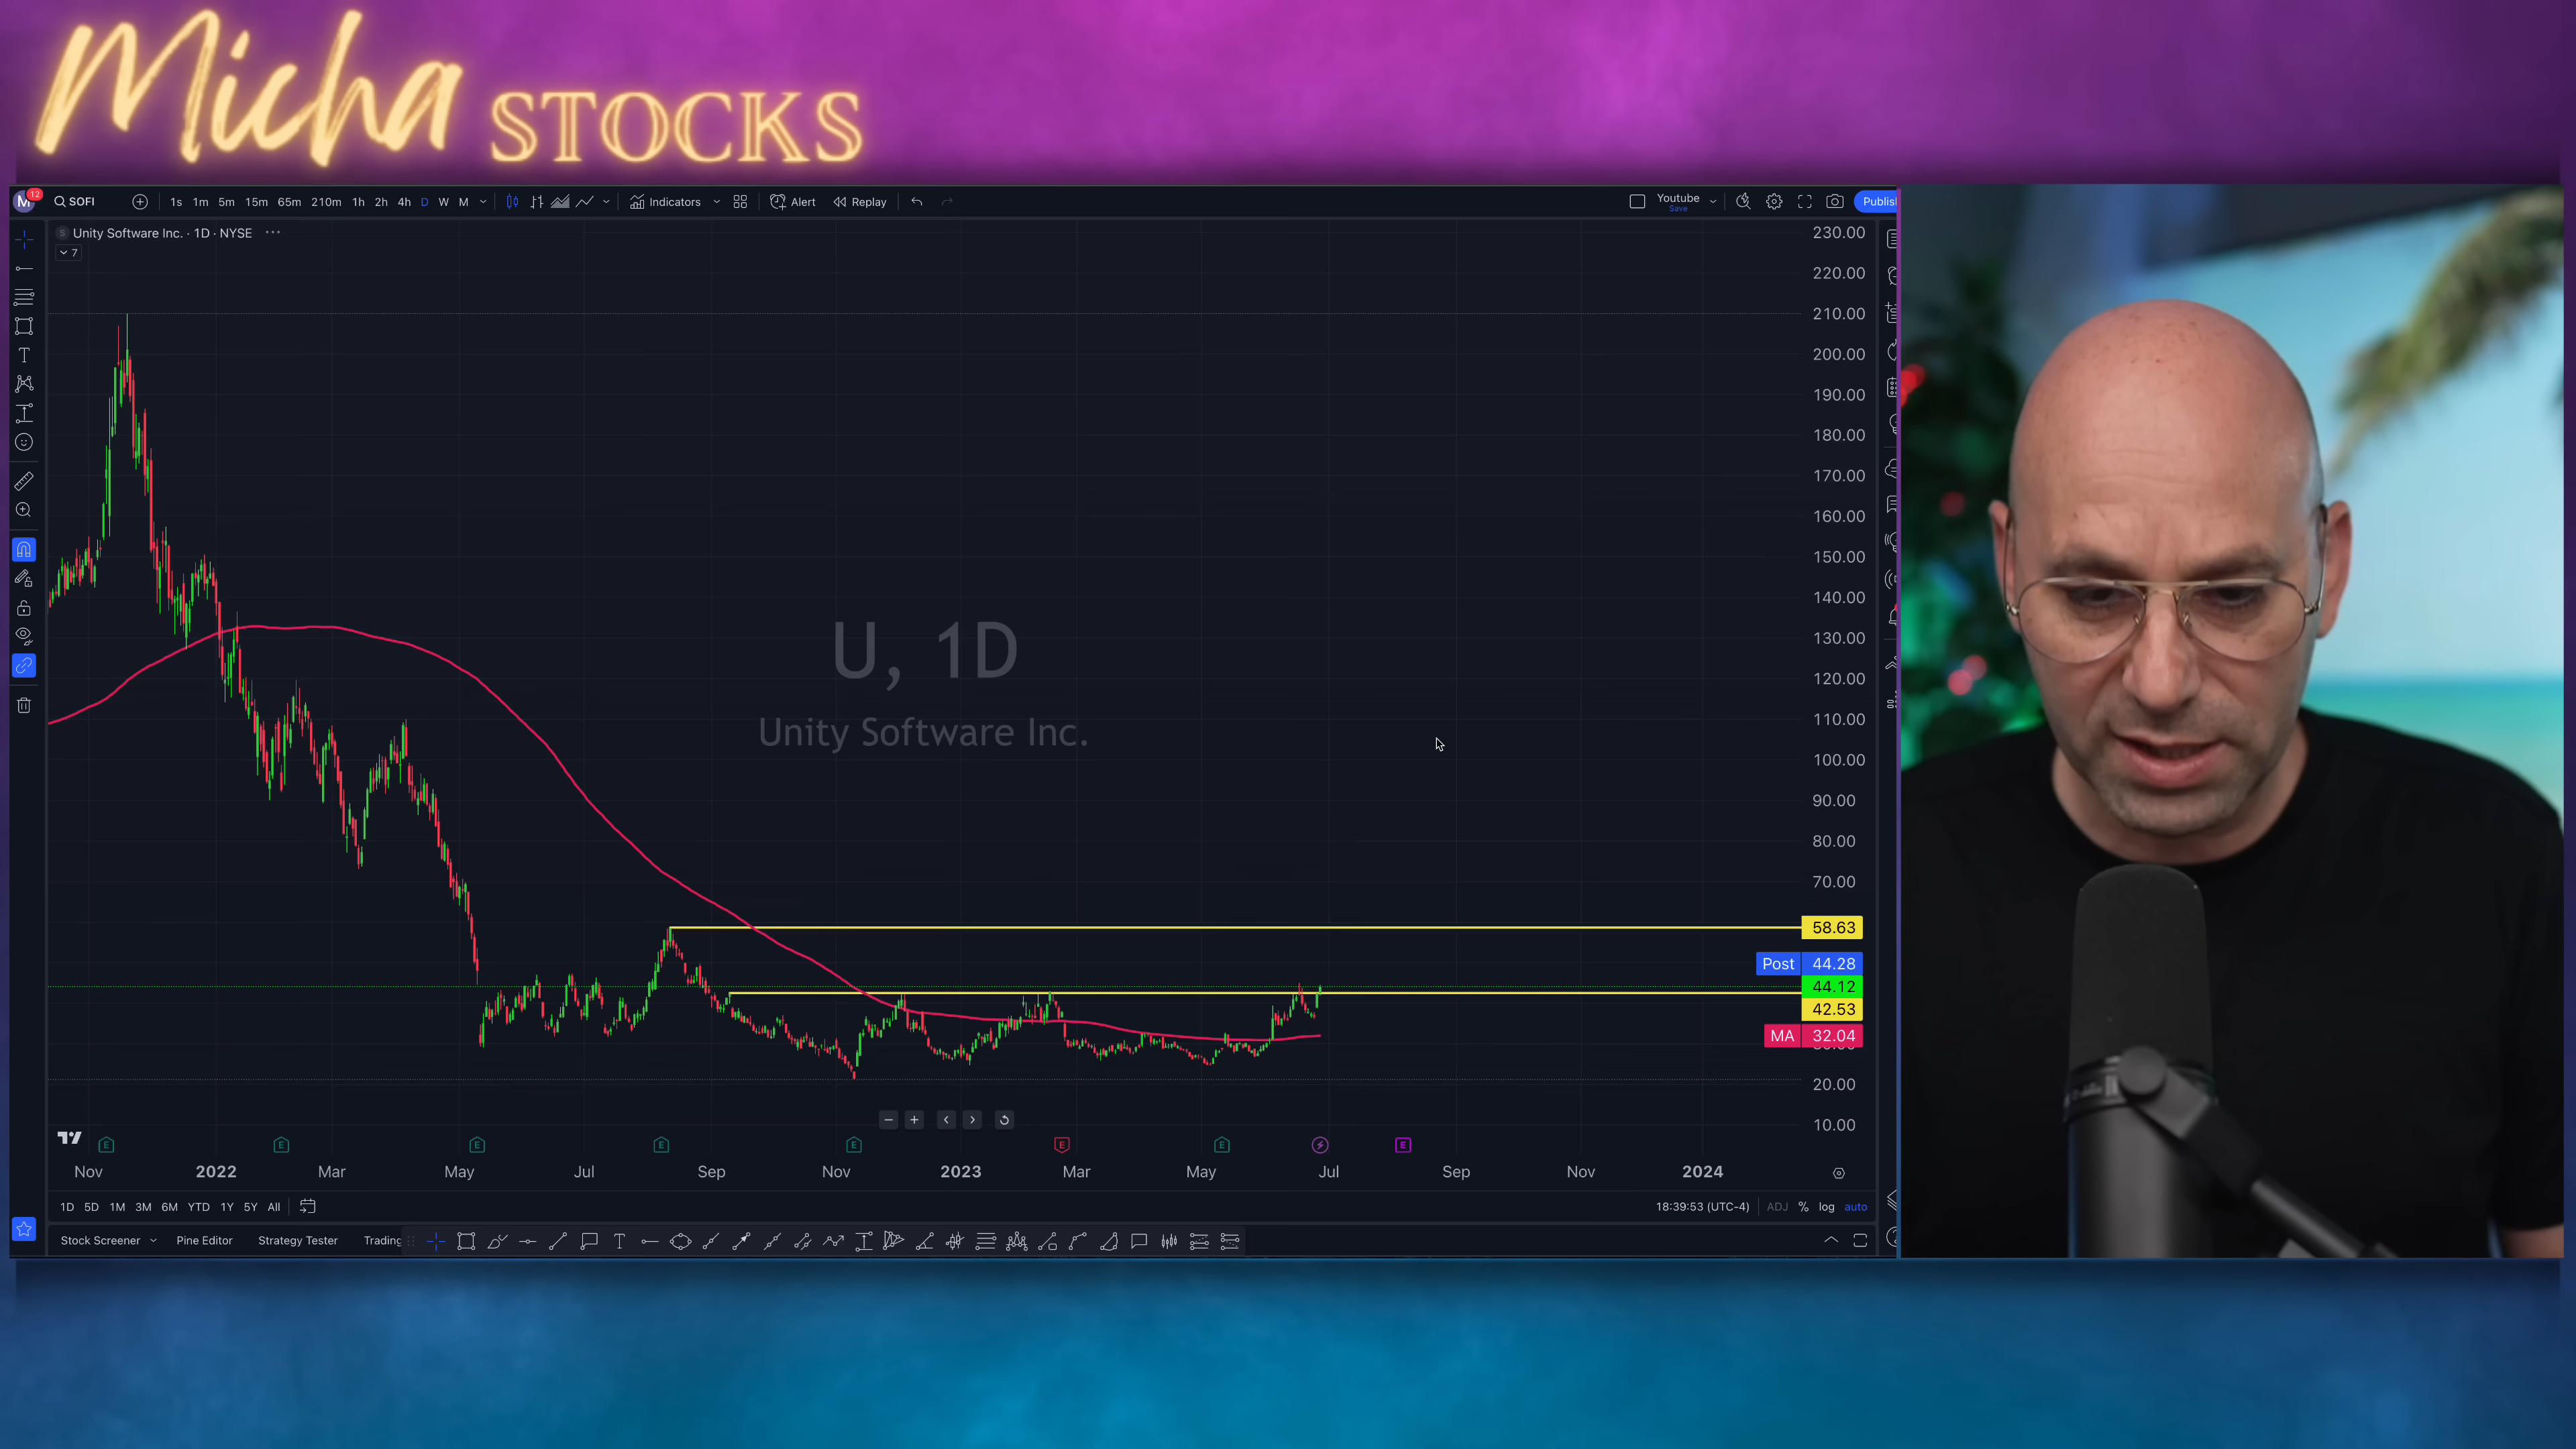 Micha STOCKS
M 12 SOFI 1s 1m 5m 15m 65m 210m 1h 2h 4h D W M Indicators Alert Replay Youtube Save Publish
S Unity Software Inc. · 1D · NYSE ···
7
230.00
220.00
210.00
200.00
190.00
180.00
170.00
160.00
150.00
140.00
130.00
120.00
110.00
100.00
90.00
80.00
70.00
U, 1D
Unity Software Inc.
58.63
Post 44.28
44.12
42.53
MA 32.04
20.00
10.00
E E E E E E E E
Nov 2022 Mar May Jul Sep Nov 2023 Mar May Jul Sep Nov 2024
1D 5D 1M 3M 6M YTD 1Y 5Y All 18:39:53 (UTC-4) ADJ % log auto
Stock Screener Pine Editor Strategy Tester Trading